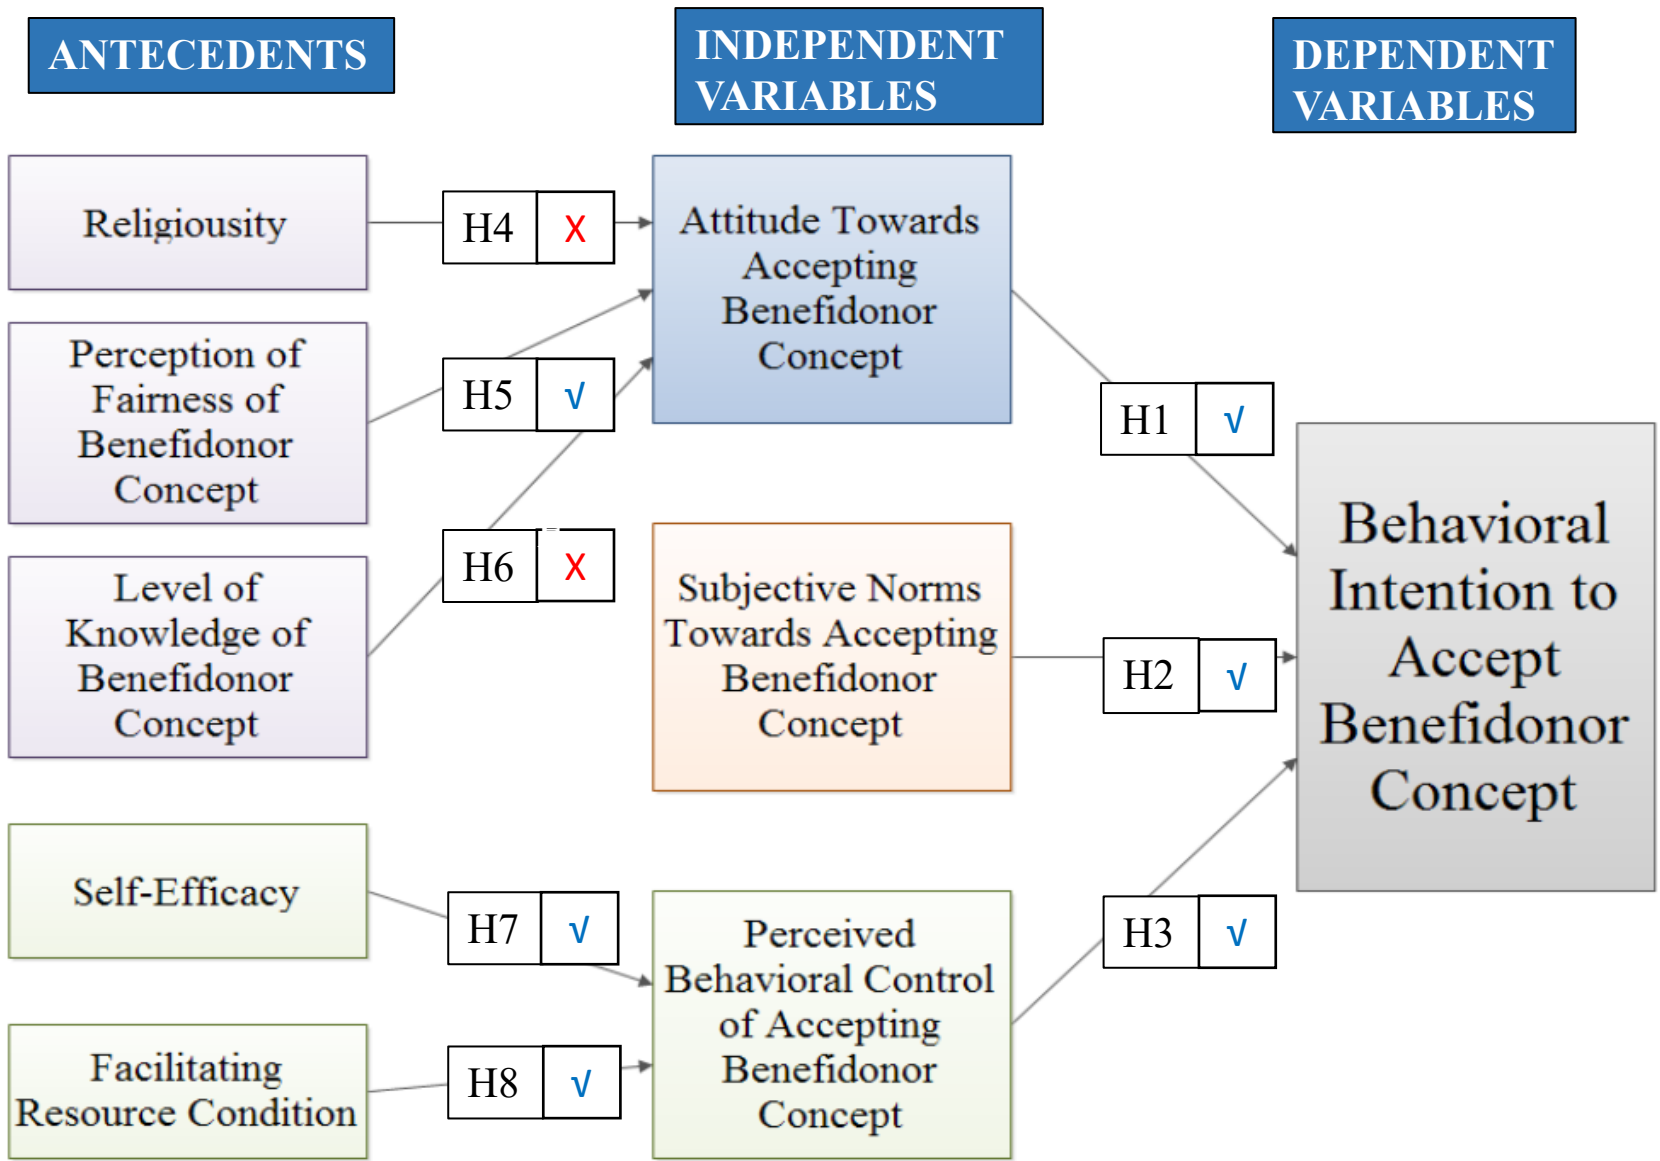 ANTECEDENTS
INDEPENDENT
VARIABLES
DEPENDENT
VARIABLES
Religiousity
H4 X
Attitude Towards
Accepting
Benefidonor
Concept
Perception of
Fairness of
Benefidonor
Concept
H5 √
H1 √
Level of
Knowledge of
Benefidonor
Concept
H6 X
Subjective Norms
Towards Accepting
Benefidonor
Concept
H2 √
Behavioral
Intention to
Accept
Benefidonor
Concept
Self-Efficacy
H7 √
Perceived
Behavioral Control
of Accepting
Benefidonor
Concept
H3 √
Facilitating
Resource Condition
H8 √